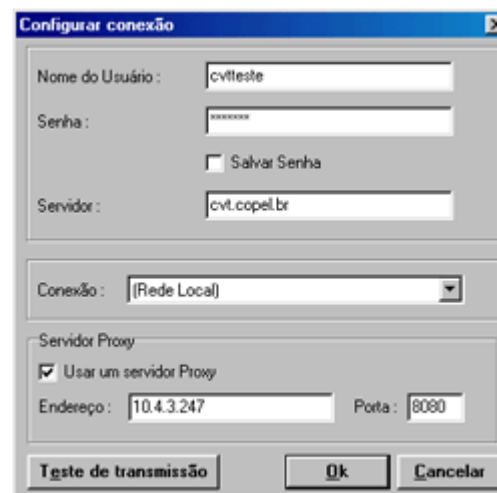 Configurar conexão
Nome do Usuário : cvtteste
Senha : *******
Salvar Senha
Servidor : cvt.copel.br
Conexão : (Rede Local)
Servidor Proxy
Usar um servidor Proxy
Endereço : 10.4.3.247 Porta : 8080
Teste de transmissão Ok Cancelar